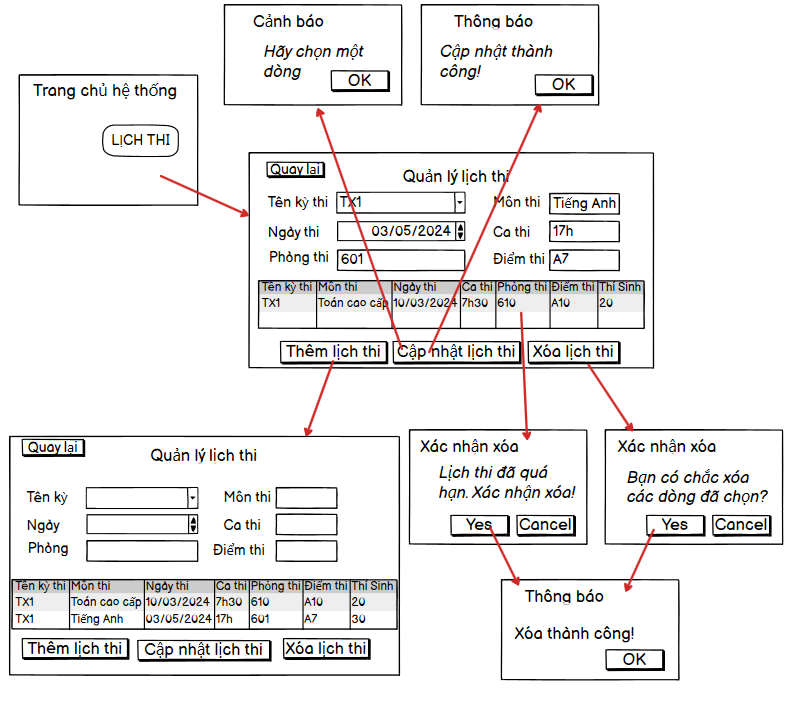 Cảnh báo
Hãy chọn một
dòng
OK
Thông báo
Cập nhật thành
công!
OK
Trang chủ hệ thống
LỊCH THI
Quay lại
Quản lý lịch thi
Tên kỳ thi TX1 Môn thi Tiếng Anh
Ngày thi 03/05/2024 Ca thi 17h
Phòng thi 601 Điểm thi A7
Tên kỳ thi Môn thi Ngày thi Ca thi Phòng thi Điểm thi Thí Sinh
TX1 Toán cao cấp 10/03/2024 7h30 610 A10 20
Thêm lịch thi Cập nhật lịch thi Xóa lịch thi
Quay lại
Quản lý lịch thi
Tên kỳ Môn thi
Ngày Ca thi
Phòng Điểm thi
Tên kỳ thi Môn thi Ngày thi Ca thi Phòng thi Điểm thi Thí Sinh
TX1 Toán cao cấp 10/03/2024 7h30 610 A10 20
TX1 Tiếng Anh 03/05/2024 17h 601 A7 30
Thêm lịch thi Cập nhật lịch thi Xóa lịch thi
Xác nhận xóa
Lịch thi đã quá
hạn. Xác nhận xóa!
Yes Cancel
Xác nhận xóa
Bạn có chắc xóa
các dòng đã chọn?
Yes Cancel
Thông báo
Xóa thành công!
OK